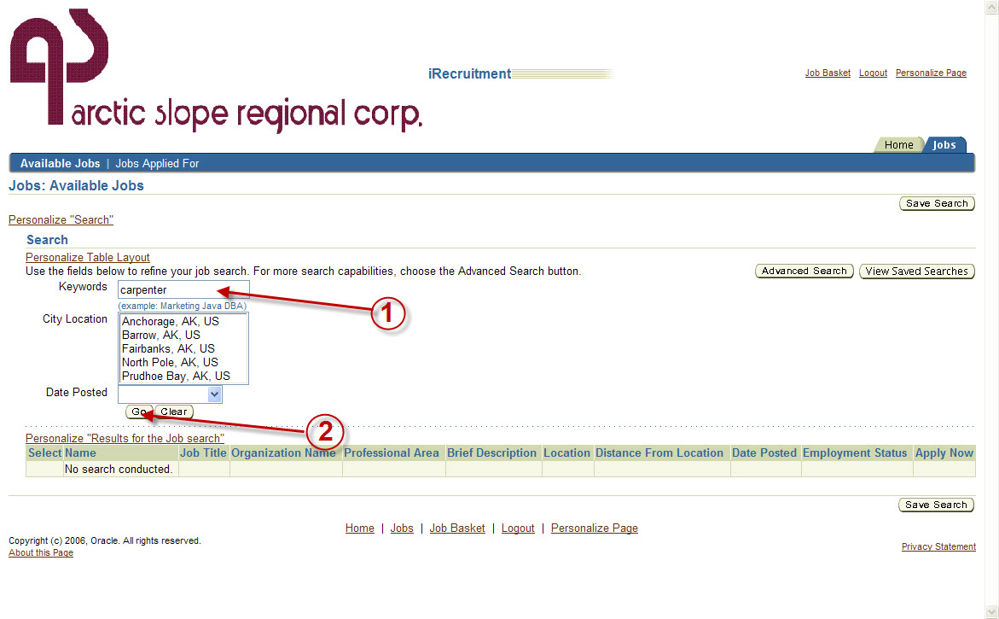 arctic slope regional corp.
iRecruitment
Job Basket Logout Personalize Page
Home Jobs
Available Jobs | Jobs Applied For
Jobs: Available Jobs
Save Search
Personalize "Search"
Search
Personalize Table Layout
Use the fields below to refine your job search. For more search capabilities, choose the Advanced Search button.
Advanced Search View Saved Searches
Keywords carpenter
(example: Marketing Java DBA)
1
City Location
Anchorage, AK, US
Barrow, AK, US
Fairbanks, AK, US
North Pole, AK, US
Prudhoe Bay, AK, US
Date Posted
Go Clear
2
Personalize "Results for the Job search"
Select Name Job Title Organization Name Professional Area Brief Description Location Distance From Location Date Posted Employment Status Apply Now
No search conducted.
Save Search
Home | Jobs | Job Basket | Logout | Personalize Page
Copyright (c) 2006, Oracle. All rights reserved.
About this Page
Privacy Statement